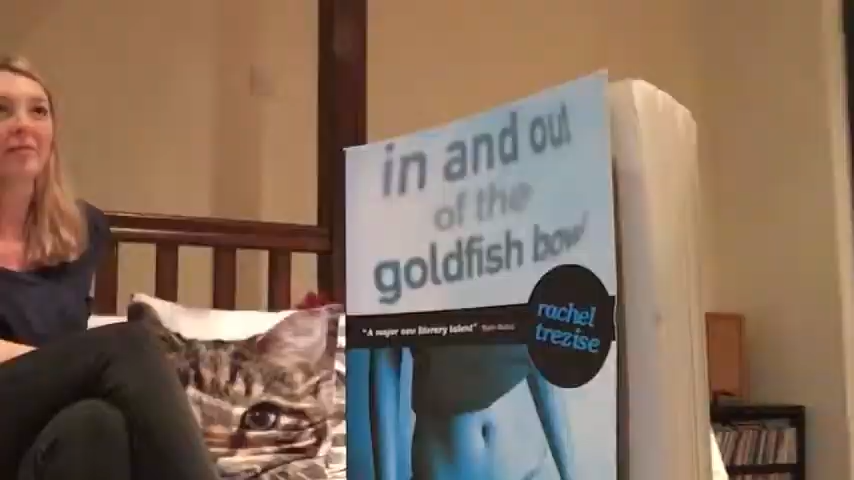 in and out
of the
goldfish bowl
"A major new literary talent"
rachel
trezise